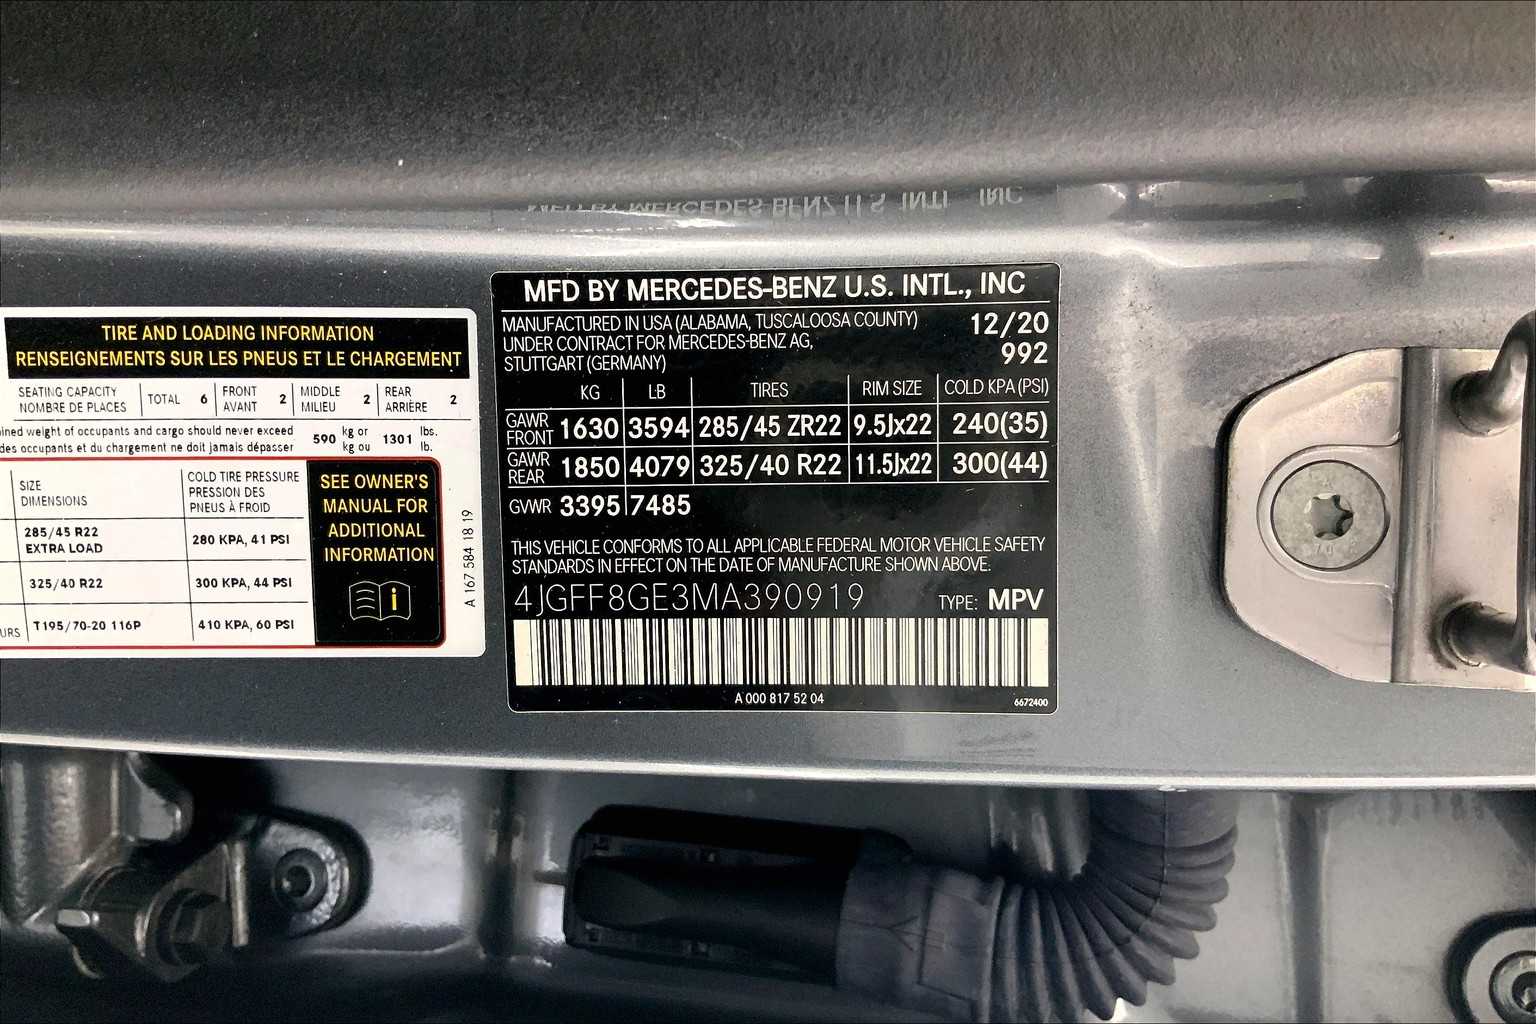 TIRE AND LOADING INFORMATION
RENSEIGNEMENTS SUR LES PNEUS ET LE CHARGEMENT
SEATING CAPACITY
NOMBRE DE PLACES
TOTAL 6
FRONT
AVANT 2
MIDDLE
MILIEU 2
REAR
ARRIÈRE 2
weight of occupants and cargo should never exceed
des occupants et du chargement ne doit jamais dépasser
590 kg or
kg ou
1301 lbs.
lb.
SIZE
DIMENSIONS
COLD TIRE PRESSURE
PRESSION DES
PNEUS À FROID
285/45 R22
EXTRA LOAD
280 KPA, 41 PSI
325/40 R22
300 KPA, 44 PSI
T195/70-20 116P
410 KPA, 60 PSI
SEE OWNER'S
MANUAL FOR
ADDITIONAL
INFORMATION
i
A 167 584 18 19
MFD BY MERCEDES-BENZ U.S. INTL., INC
MANUFACTURED IN USA (ALABAMA, TUSCALOOSA COUNTY) 12/20
UNDER CONTRACT FOR MERCEDES-BENZ AG, 992
STUTTGART (GERMANY)
KG LB TIRES RIM SIZE COLD KPA (PSI)
GAWR
FRONT 1630 3594 285/45 ZR22 9.5Jx22 240(35)
GAWR
REAR 1850 4079 325/40 R22 11.5Jx22 300(44)
GVWR 3395 7485
THIS VEHICLE CONFORMS TO ALL APPLICABLE FEDERAL MOTOR VEHICLE SAFETY
STANDARDS IN EFFECT ON THE DATE OF MANUFACTURE SHOWN ABOVE.
4JGFF8GE3MA390919 TYPE: MPV
A 000 817 52 04
6672400